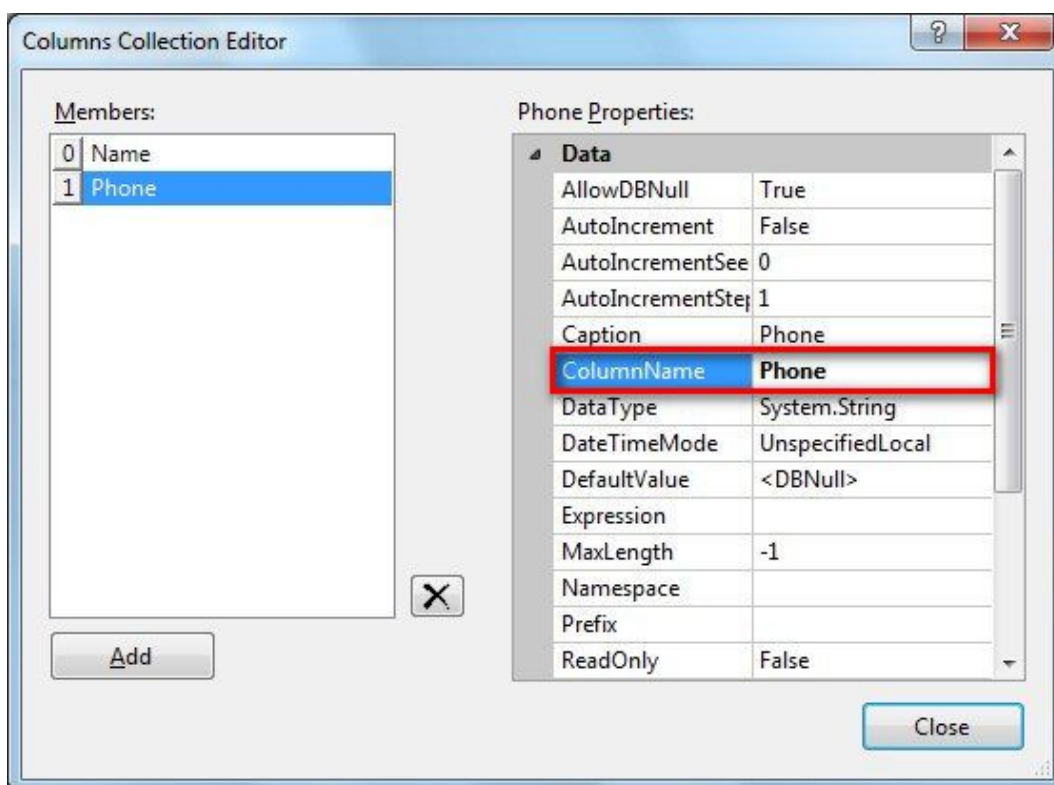 Columns Collection Editor
?
Members:
0 Name
1 Phone
Add
Phone Properties:
Data
AllowDBNull True
AutoIncrement False
AutoIncrementSee 0
AutoIncrementStep 1
Caption Phone
ColumnName Phone
DataType System.String
DateTimeMode UnspecifiedLocal
DefaultValue <DBNull>
Expression
MaxLength -1
Namespace
Prefix
ReadOnly False
Close